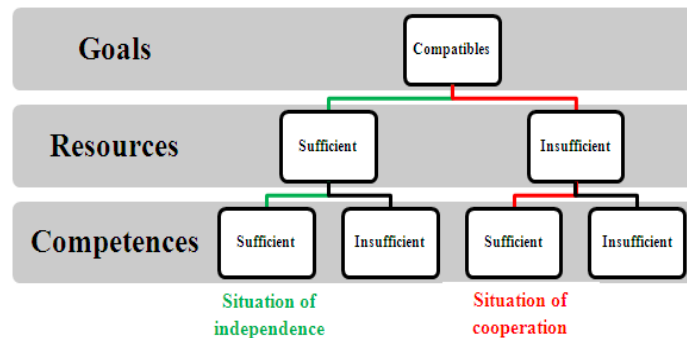 Goals
Compatibles
Resources
Sufficient
Insufficient
Competences
Sufficient
Insufficient
Sufficient
Insufficient
Situation of
independence
Situation of
cooperation